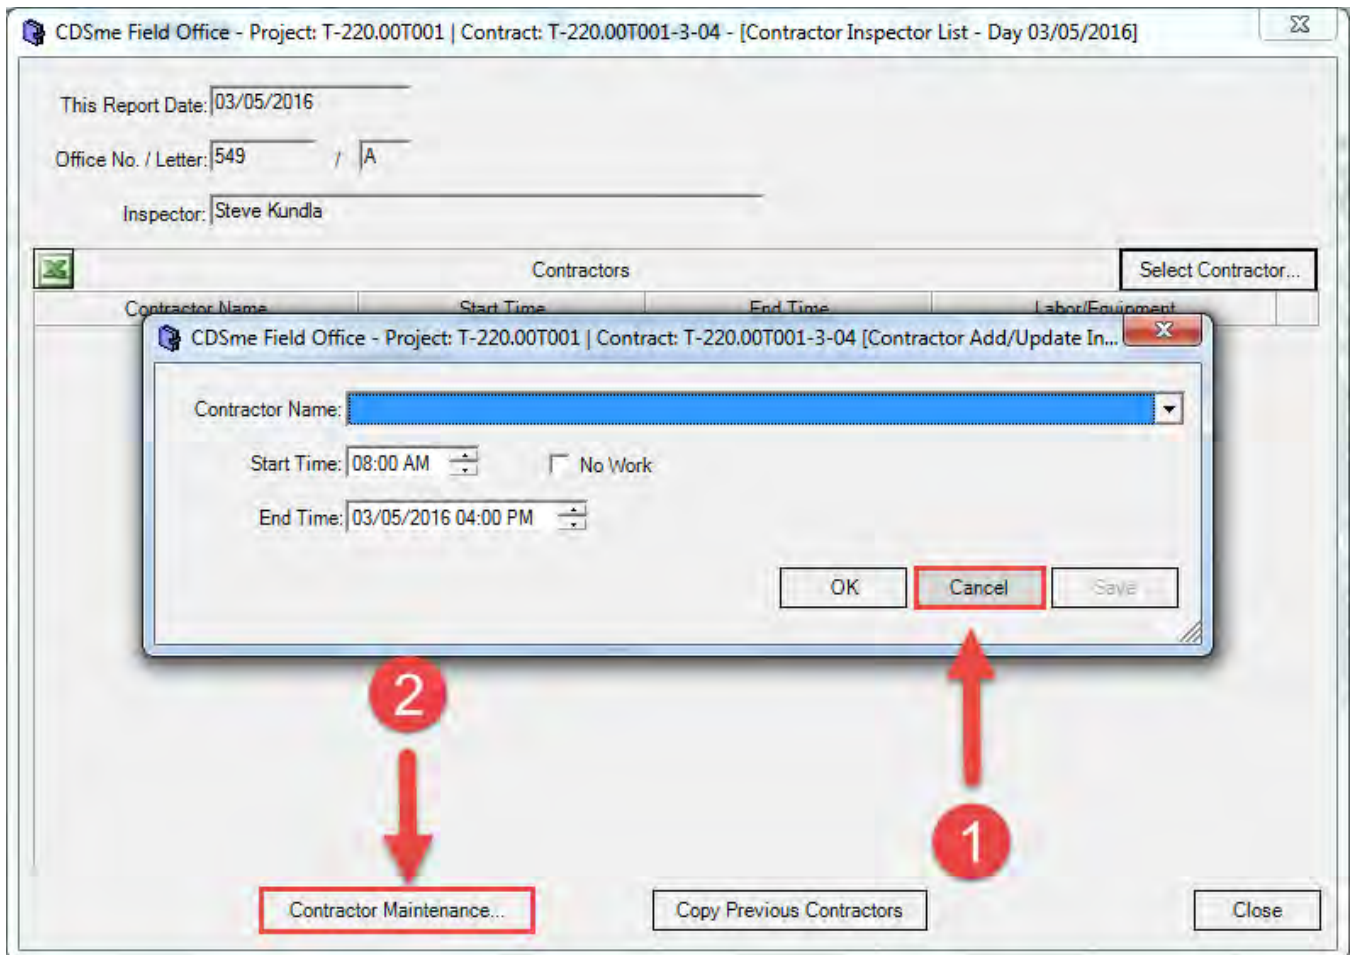 CDSme Field Office - Project: T-220.00T001 | Contract: T-220.00T001-3-04 - [Contractor Inspector List - Day 03/05/2016]
This Report Date: 03/05/2016
Office No. / Letter: 549 / A
Inspector: Steve Kundla
Contractors Select Contractor...
Contractor Name Start Time End Time Labor/Equipment
CDSme Field Office - Project: T-220.00T001 | Contract: T-220.00T001-3-04 [Contractor Add/Update In...
Contractor Name:
Start Time: 08:00 AM No Work
End Time: 03/05/2016 04:00 PM
OK Cancel Save
2
1
Contractor Maintenance... Copy Previous Contractors Close